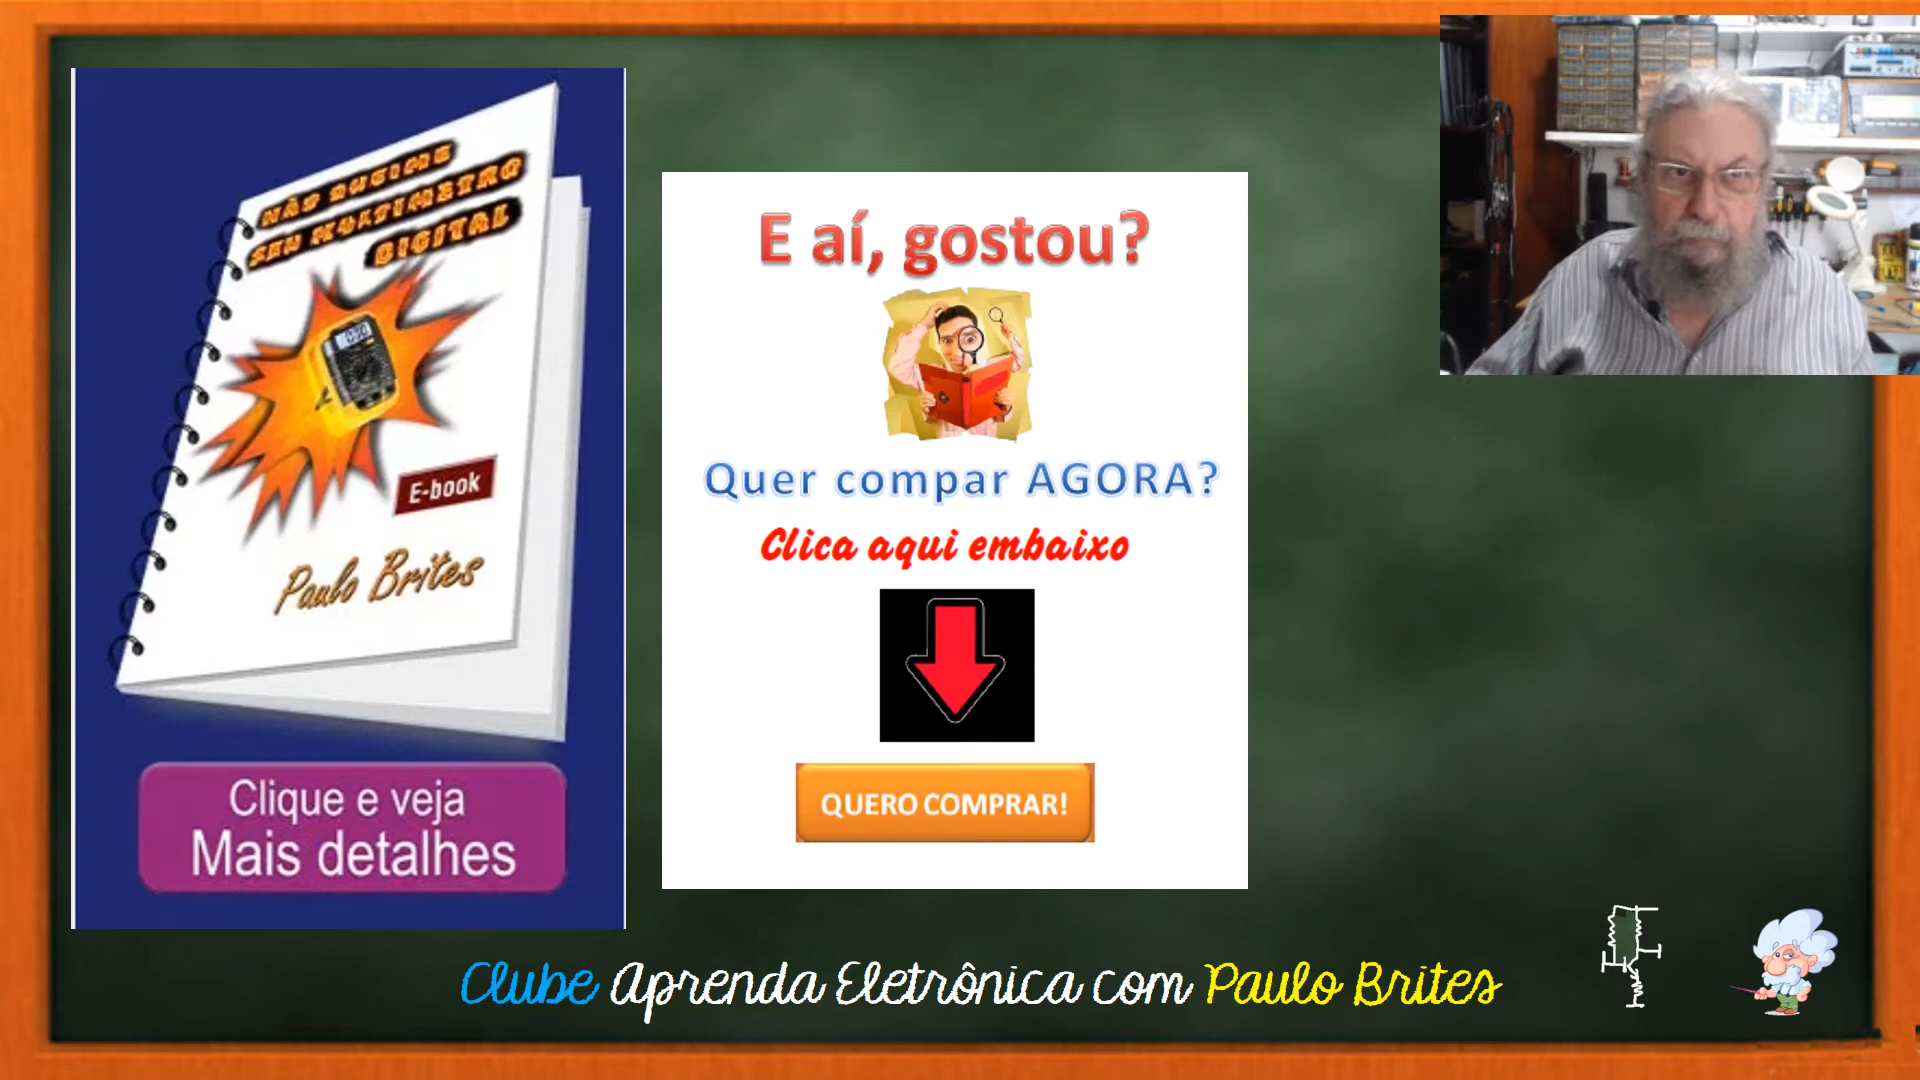 NÃO QUEIME
SEU MULTIMETRO
DIGITAL
E-book
Paulo Brites
Clique e veja
Mais detalhes
E aí, gostou?
Quer compar AGORA?
Clica aqui embaixo
QUERO COMPRAR!
Clube Aprenda Eletrônica com Paulo Brites